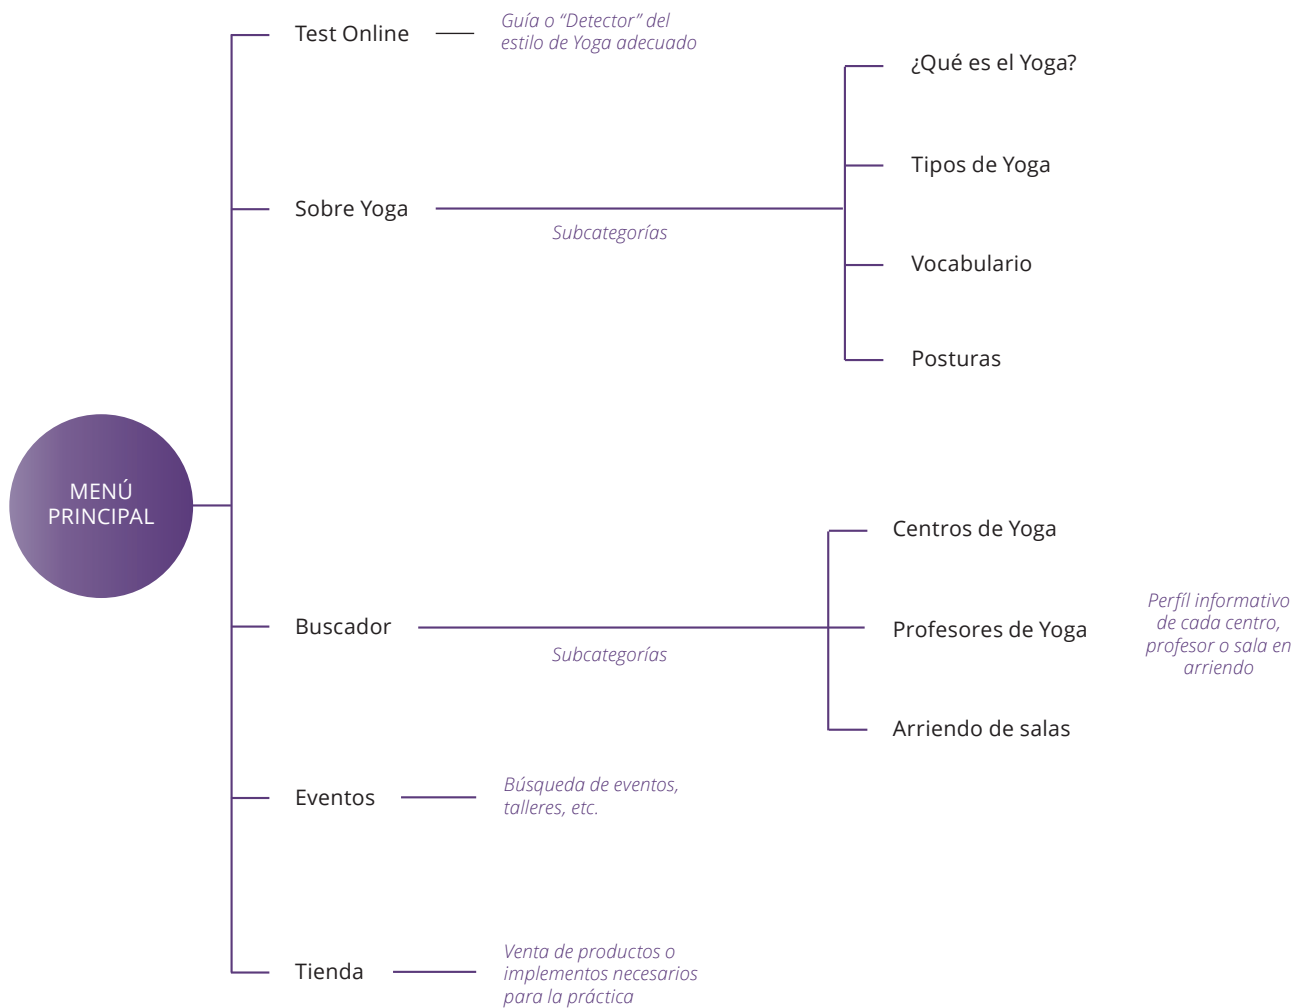 Test Online
Guía o “Detector” del
estilo de Yoga adecuado
Sobre Yoga
Subcategorías
¿Qué es el Yoga?
Tipos de Yoga
Vocabulario
Posturas
MENÚ
PRINCIPAL
Buscador
Subcategorías
Centros de Yoga
Profesores de Yoga
Arriendo de salas
Perfíl informativo
de cada centro,
profesor o sala en
arriendo
Eventos
Búsqueda de eventos,
talleres, etc.
Tienda
Venta de productos o
implementos necesarios
para la práctica